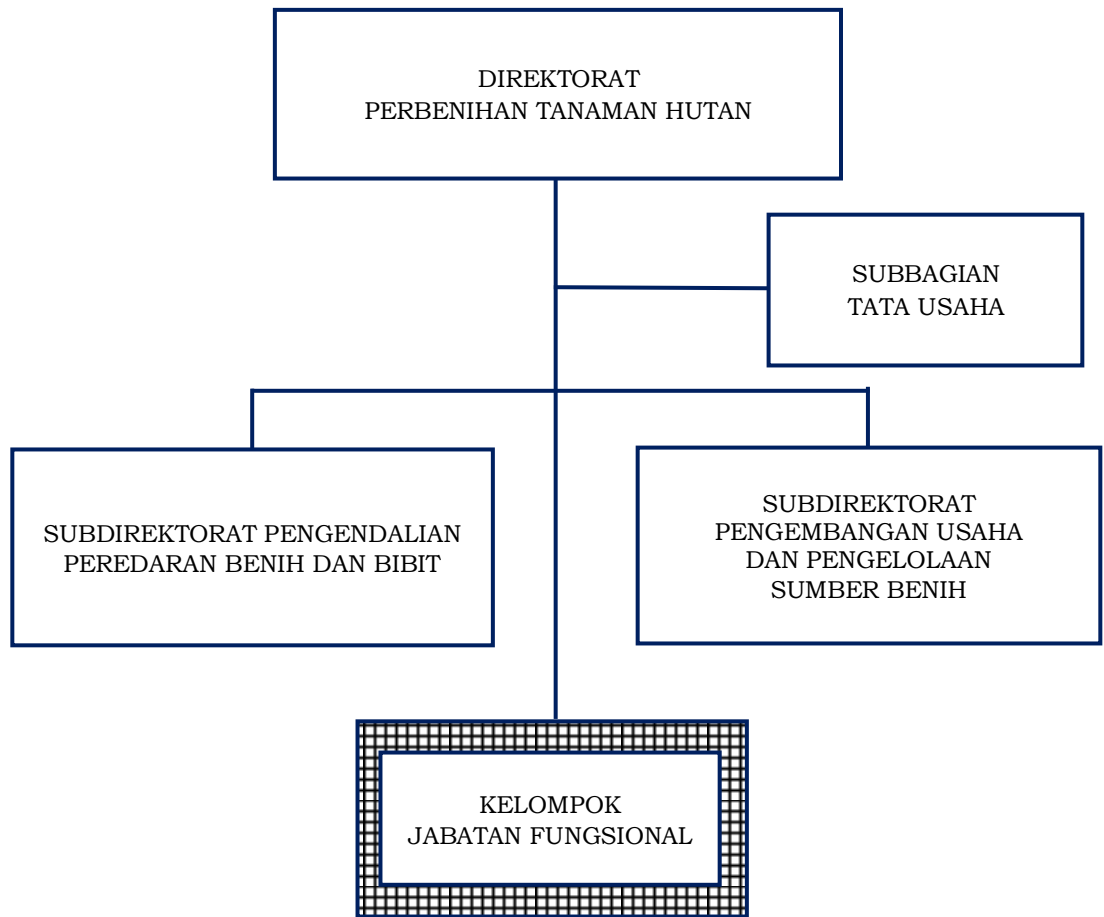 DIREKTORAT
PERBENIHAN TANAMAN HUTAN
SUBBAGIAN
TATA USAHA
SUBDIREKTORAT PENGENDALIAN
PEREDARAN BENIH DAN BIBIT
SUBDIREKTORAT
PENGEMBANGAN USAHA
DAN PENGELOLAAN
SUMBER BENIH
KELOMPOK
JABATAN FUNGSIONAL